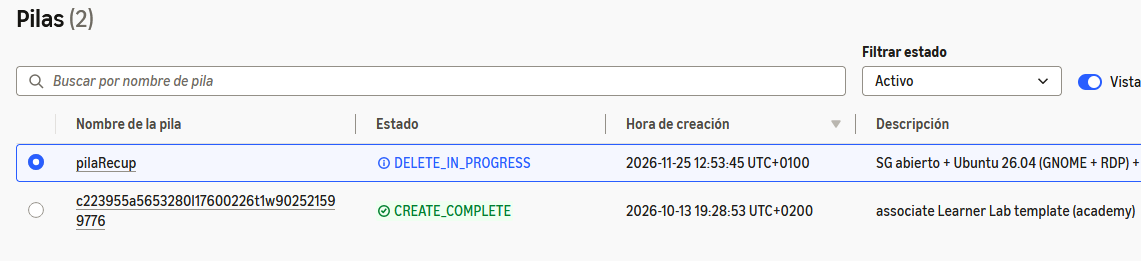 Pilas (2)
Filtrar estado
Buscar por nombre de pila
Activo
Vista
Nombre de la pila
Estado
Hora de creación
Descripción
pilaRecup
DELETE_IN_PROGRESS
2026-11-25 12:53:45 UTC+0100
SG abierto + Ubuntu 26.04 (GNOME + RDP) +
c223955a5653280l17600226t1w90252159
9776
CREATE_COMPLETE
2026-10-13 19:28:53 UTC+0200
associate Learner Lab template (academy)